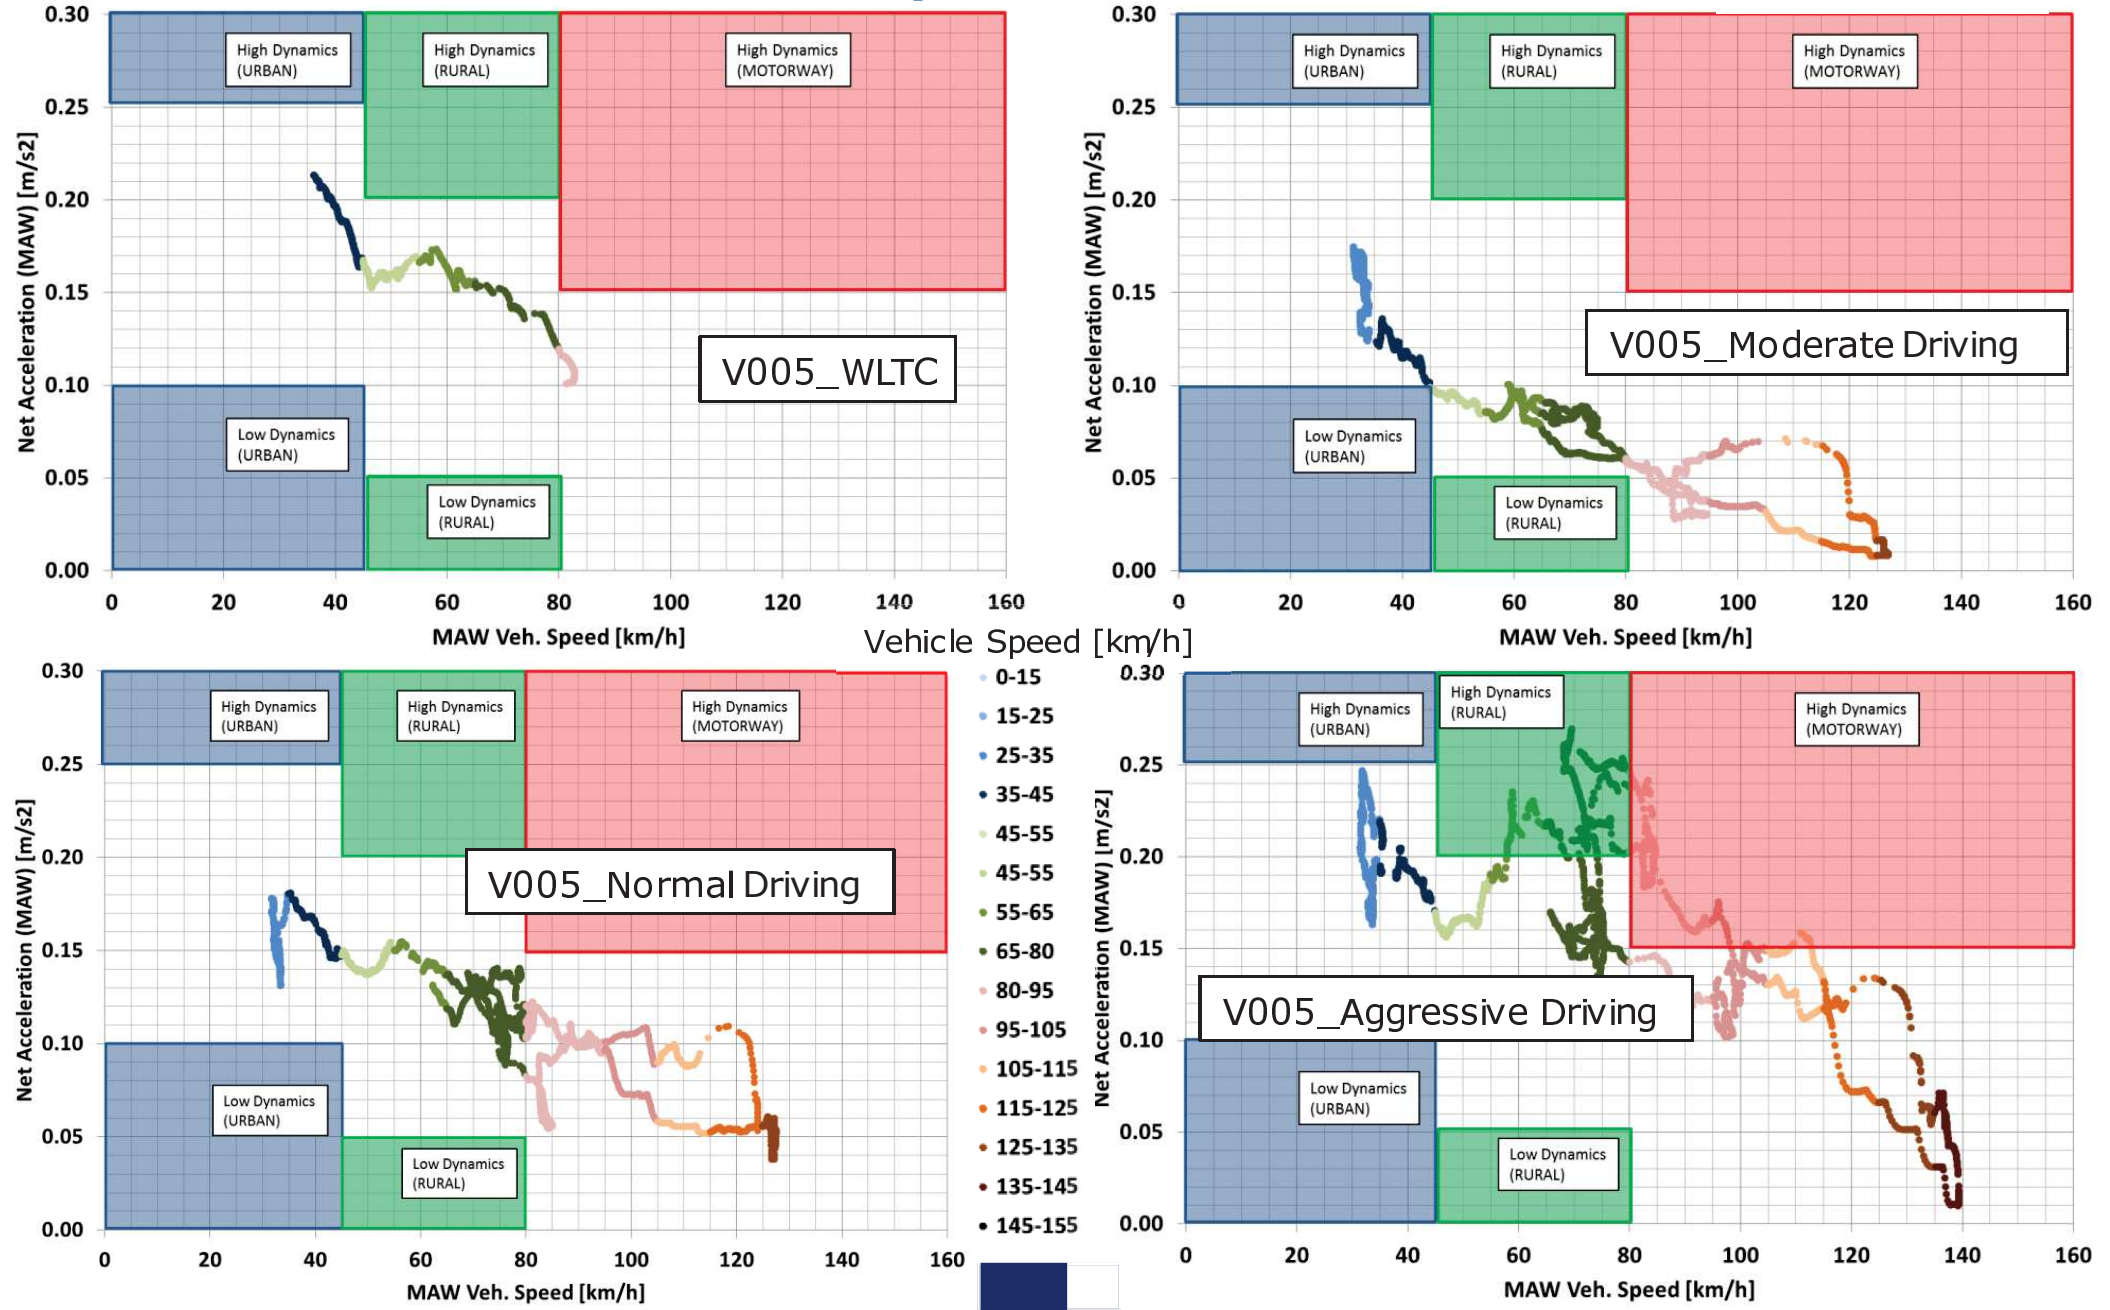 0.30
0.25
0.20
0.15
0.10
0.05
0.00
Net Acceleration (MAW) [m/s2]
High Dynamics
(URBAN)
High Dynamics
(RURAL)
High Dynamics
(MOTORWAY)
V005_WLTC
Low Dynamics
(URBAN)
Low Dynamics
(RURAL)
0 20 40 60 80 100 120 140 160
MAW Veh. Speed [km/h]
0.30
0.25
0.20
0.15
0.10
0.05
0.00
Net Acceleration (MAW) [m/s2]
High Dynamics
(URBAN)
High Dynamics
(RURAL)
High Dynamics
(MOTORWAY)
V005_Moderate Driving
Low Dynamics
(URBAN)
Low Dynamics
(RURAL)
0 20 40 60 80 100 120 140 160
MAW Veh. Speed [km/h]
0.30
0.25
0.20
0.15
0.10
0.05
0.00
Net Acceleration (MAW) [m/s2]
High Dynamics
(URBAN)
High Dynamics
(RURAL)
High Dynamics
(MOTORWAY)
V005_Normal Driving
Low Dynamics
(URBAN)
Low Dynamics
(RURAL)
0 20 40 60 80 100 120 140 160
MAW Veh. Speed [km/h]
Vehicle Speed [km/h]
0-15
15-25
25-35
35-45
45-55
45-55
55-65
65-80
80-95
95-105
105-115
115-125
125-135
135-145
145-155
0.30
0.25
0.20
0.15
0.10
0.05
0.00
Net Acceleration (MAW) [m/s2]
High Dynamics
(URBAN)
High Dynamics
(RURAL)
High Dynamics
(MOTORWAY)
V005_Aggressive Driving
Low Dynamics
(URBAN)
Low Dynamics
(RURAL)
0 20 40 60 80 100 120 140 160
MAW Veh. Speed [km/h]